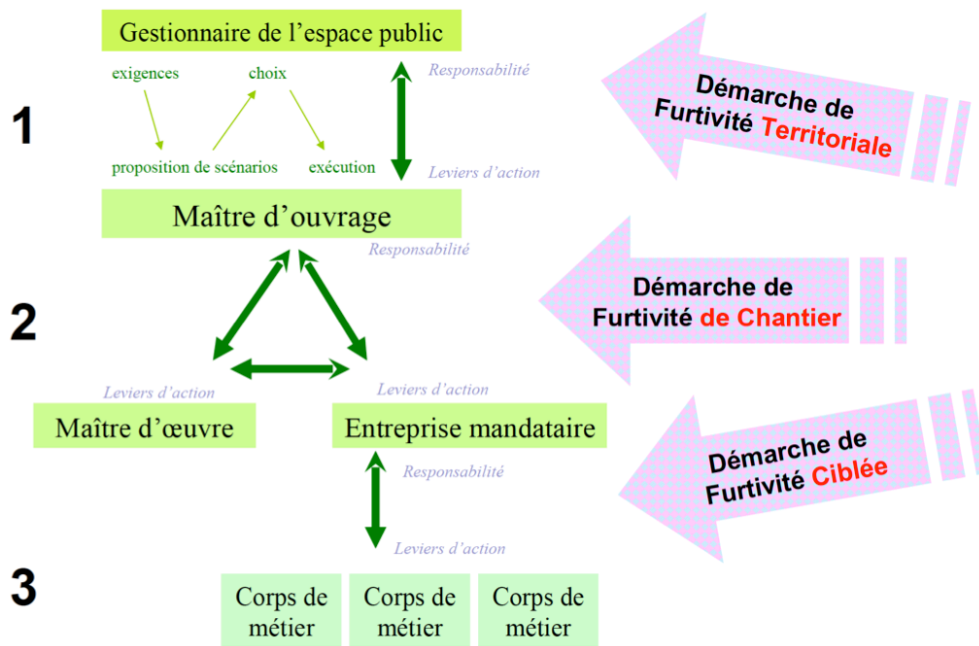 Gestionnaire de l'espace public
exigences
choix
Responsabilité
Démarche de
Furtivité Territoriale
1
proposition de scénarios
exécution
Leviers d'action
Maître d'ouvrage
Responsabilité
Démarche de
Furtivité de Chantier
2
Leviers d'action
Leviers d'action
Maître d'œuvre
Entreprise mandataire
Démarche de
Furtivité Ciblée
Responsabilité
Leviers d'action
3
Corps de
métier
Corps de
métier
Corps de
métier